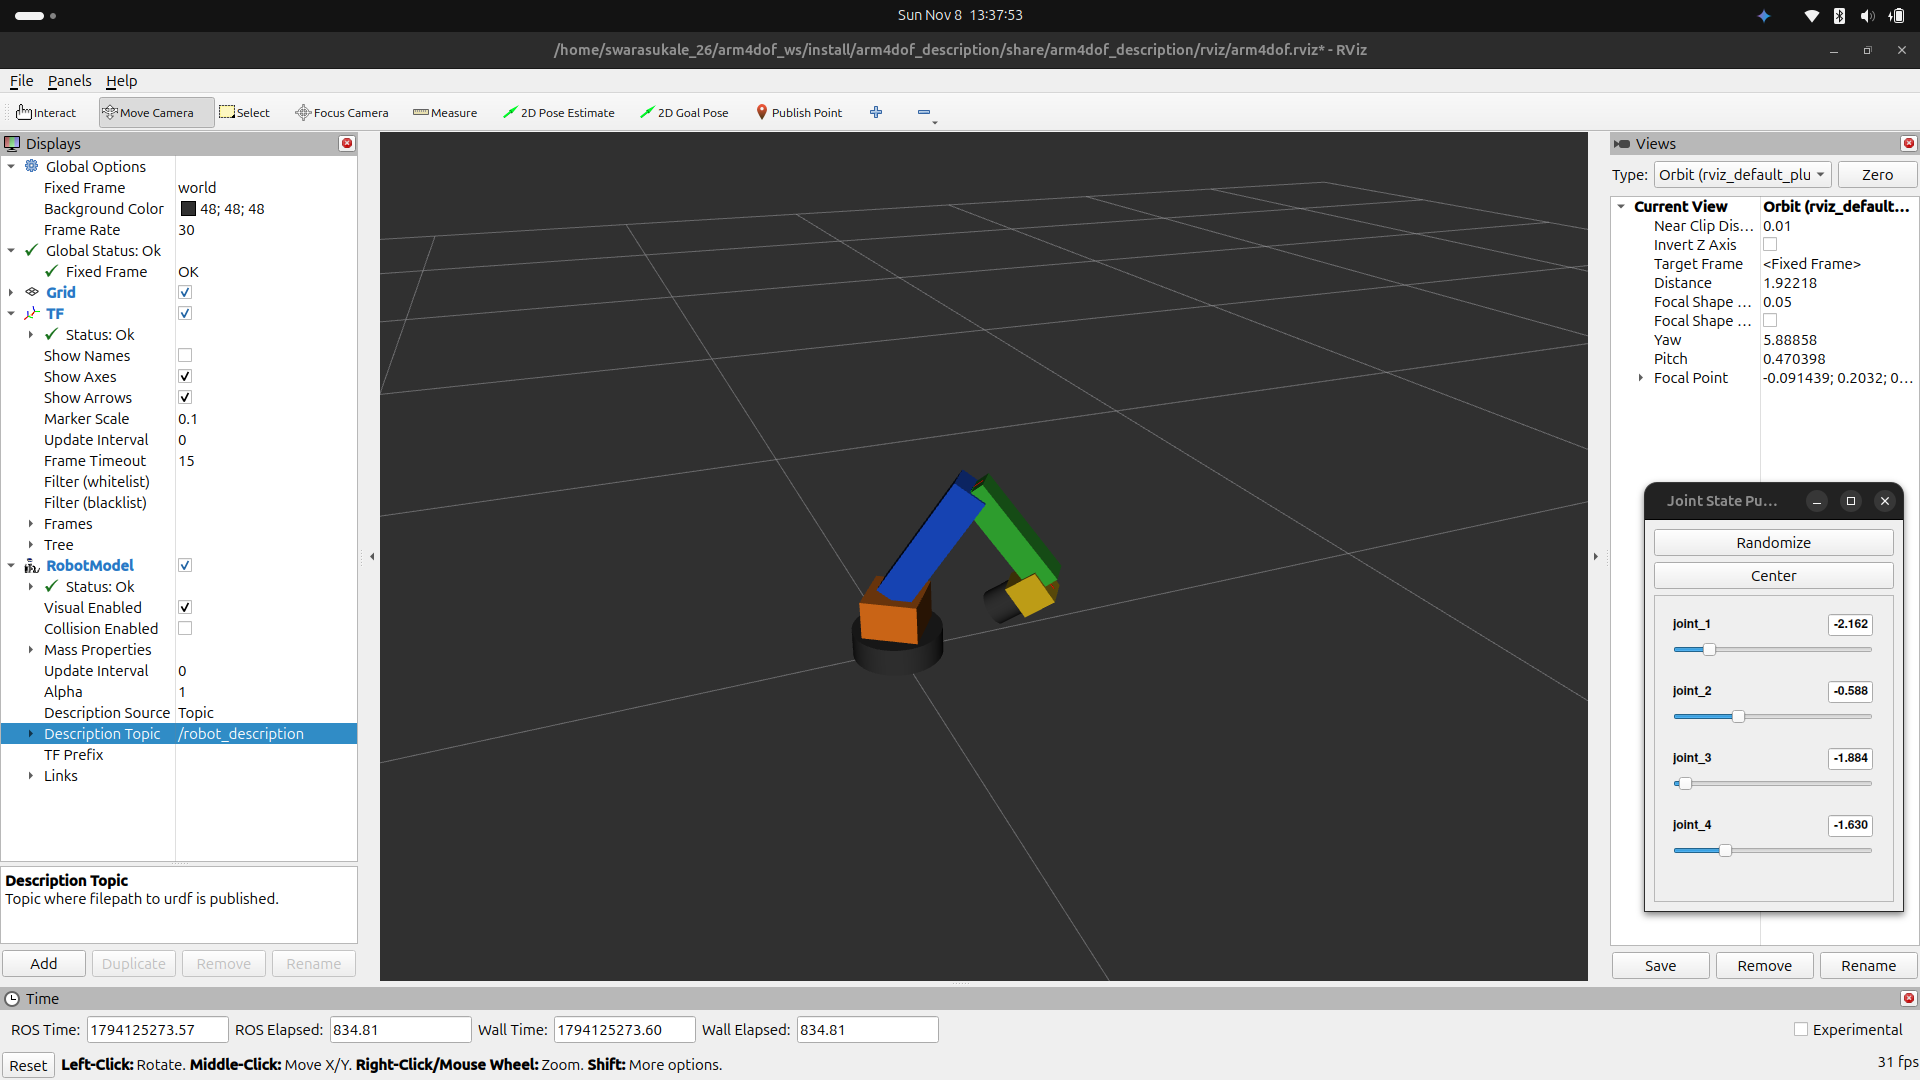 Sun Nov 8  13:37:53
/home/swarasukale_26/arm4dof_ws/install/arm4dof_description/share/arm4dof_description/rviz/arm4dof.rviz* - RViz
File Panels Help
Interact Move Camera Select Focus Camera Measure 2D Pose Estimate 2D Goal Pose Publish Point
Displays
Global Options
Fixed Frame world
Background Color 48; 48; 48
Frame Rate 30
Global Status: Ok
Fixed Frame OK
Grid
TF
Status: Ok
Show Names
Show Axes
Show Arrows
Marker Scale 0.1
Update Interval 0
Frame Timeout 15
Filter (whitelist)
Filter (blacklist)
Frames
Tree
RobotModel
Status: Ok
Visual Enabled
Collision Enabled
Mass Properties
Update Interval 0
Alpha 1
Description Source Topic
Description Topic /robot_description
TF Prefix
Links
Description Topic
Topic where filepath to urdf is published.
Add Duplicate Remove Rename
Views
Type: Orbit (rviz_default_plu Zero
Current View Orbit (rviz_default...
Near Clip Dis... 0.01
Invert Z Axis
Target Frame <Fixed Frame>
Distance 1.92218
Focal Shape ... 0.05
Focal Shape ...
Yaw 5.88858
Pitch 0.470398
Focal Point -0.091439; 0.2032; 0...
Joint State Pu...
Randomize
Center
joint_1 -2.162
joint_2 -0.588
joint_3 -1.884
joint_4 -1.630
Save Remove Rename
Time
ROS Time: 1794125273.57 ROS Elapsed: 834.81 Wall Time: 1794125273.60 Wall Elapsed: 834.81 Experimental
Reset Left-Click: Rotate. Middle-Click: Move X/Y. Right-Click/Mouse Wheel: Zoom. Shift: More options. 31 fps